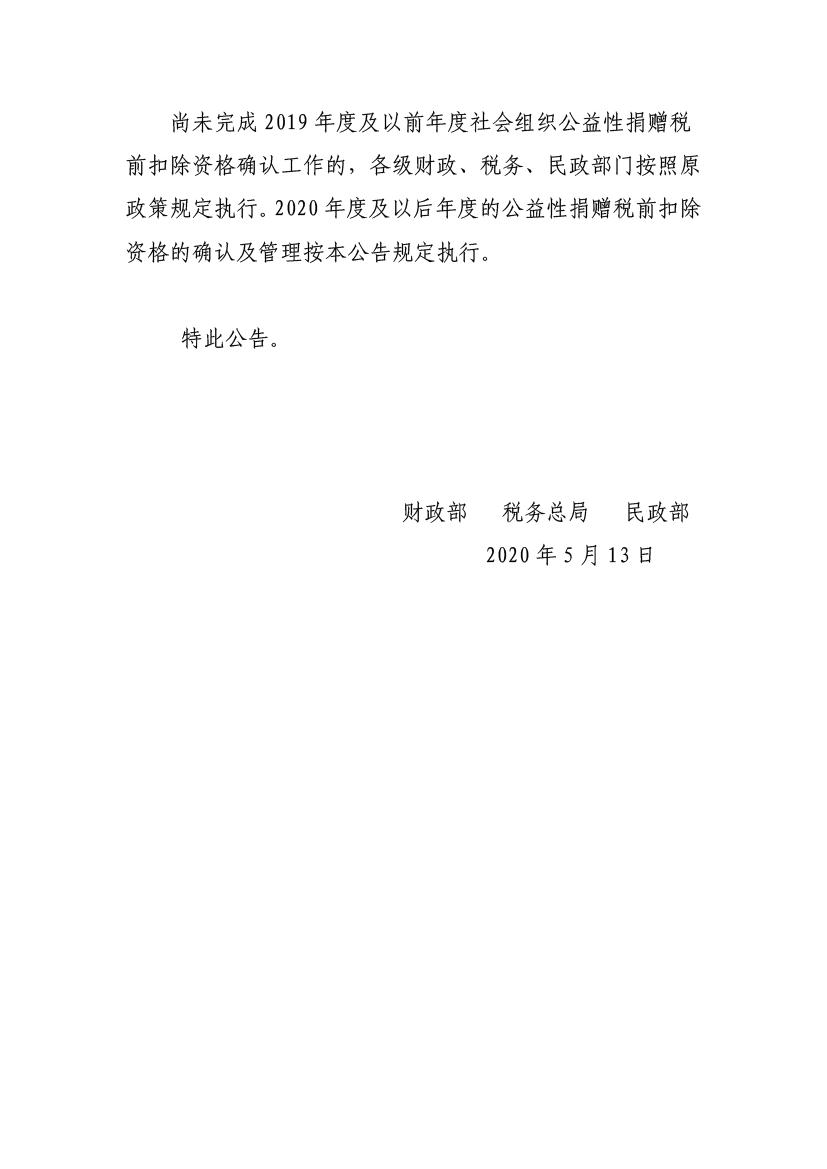 尚未完成 2019 年度及以前年度社会组织公益性捐赠税
前扣除资格确认工作的，各级财政、税务、民政部门按照原
政策规定执行。2020 年度及以后年度的公益性捐赠税前扣除
资格的确认及管理按本公告规定执行。
特此公告。
财政部 税务总局 民政部
2020 年 5 月 13 日